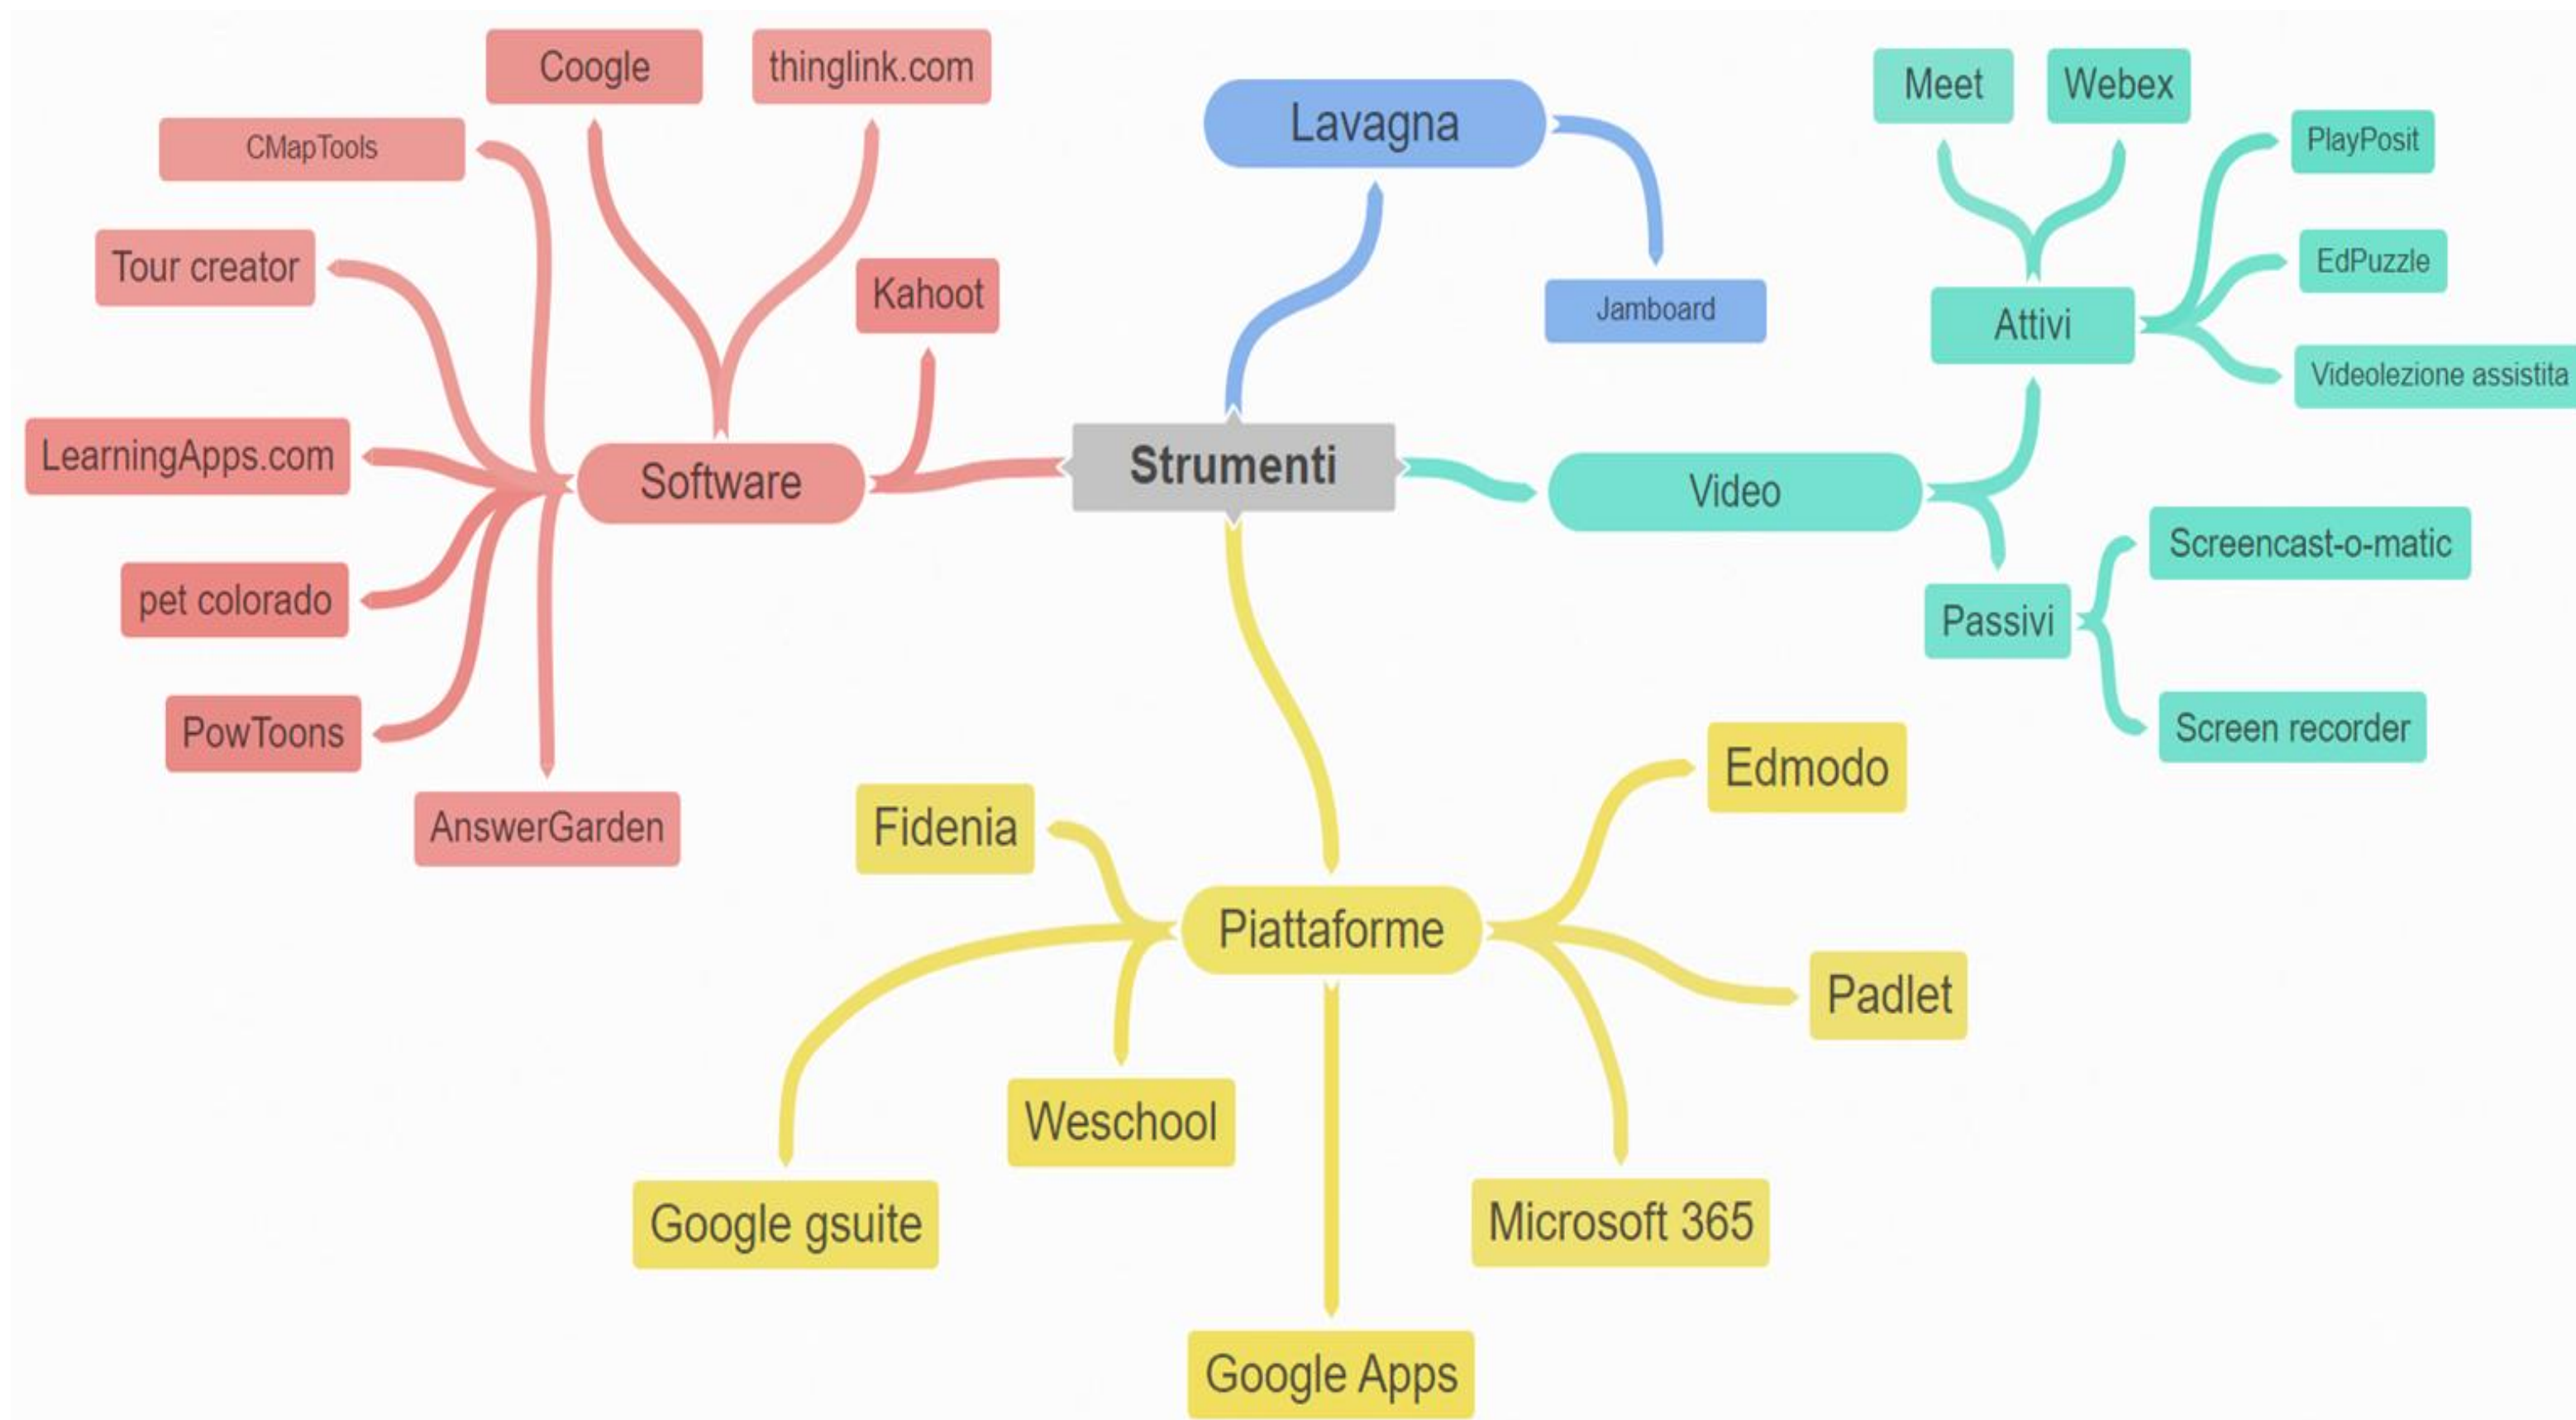 Coogle
thinglink.com
CMapTools
Tour creator
Kahoot
LearningApps.com
Software
pet colorado
PowToons
AnswerGarden
Lavagna
Jamboard
Strumenti
Meet
Webex
PlayPosit
EdPuzzle
Attivi
Videolezione assistita
Video
Screencast-o-matic
Passivi
Screen recorder
Edmodo
Fidenia
Piattaforme
Padlet
Weschool
Google gsuite
Microsoft 365
Google Apps